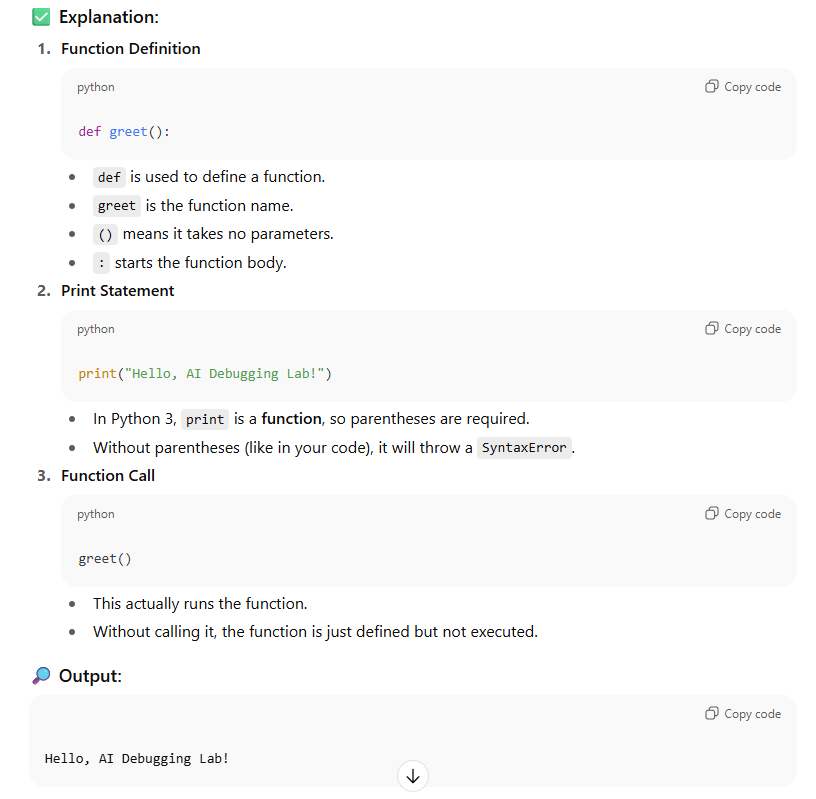 ✅ Explanation:
1. Function Definition
python
Copy code
def greet():
• def is used to define a function.
• greet is the function name.
• () means it takes no parameters.
• : starts the function body.
2. Print Statement
python
Copy code
print("Hello, AI Debugging Lab!")
• In Python 3, print is a function, so parentheses are required.
• Without parentheses (like in your code), it will throw a SyntaxError.
3. Function Call
python
Copy code
greet()
• This actually runs the function.
• Without calling it, the function is just defined but not executed.
🔎 Output:
Copy code
Hello, AI Debugging Lab!